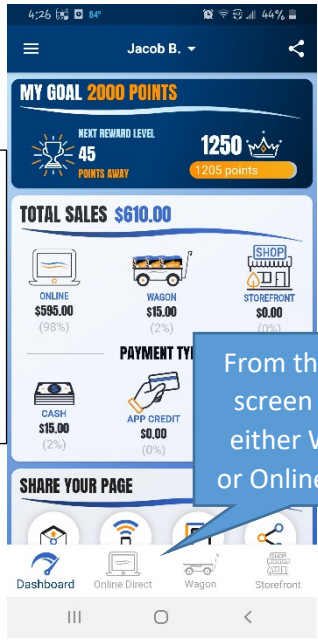 4:26 84° 44%
Jacob B.
MY GOAL 2000 POINTS
NEXT REWARD LEVEL
45
POINTS AWAY
1250
1205 points
TOTAL SALES $610.00
SHOP
ONLINE WAGON STOREFRONT
$595.00 $15.00 $0.00
(98%) (2%) (0%)
PAYMENT
CASH APP CREDIT
$15.00 $0.00
(2%) (0%)
From
screen
either
or Online
SHARE YOUR PAGE
SHOP
Dashboard Online Direct Wagon Storefront